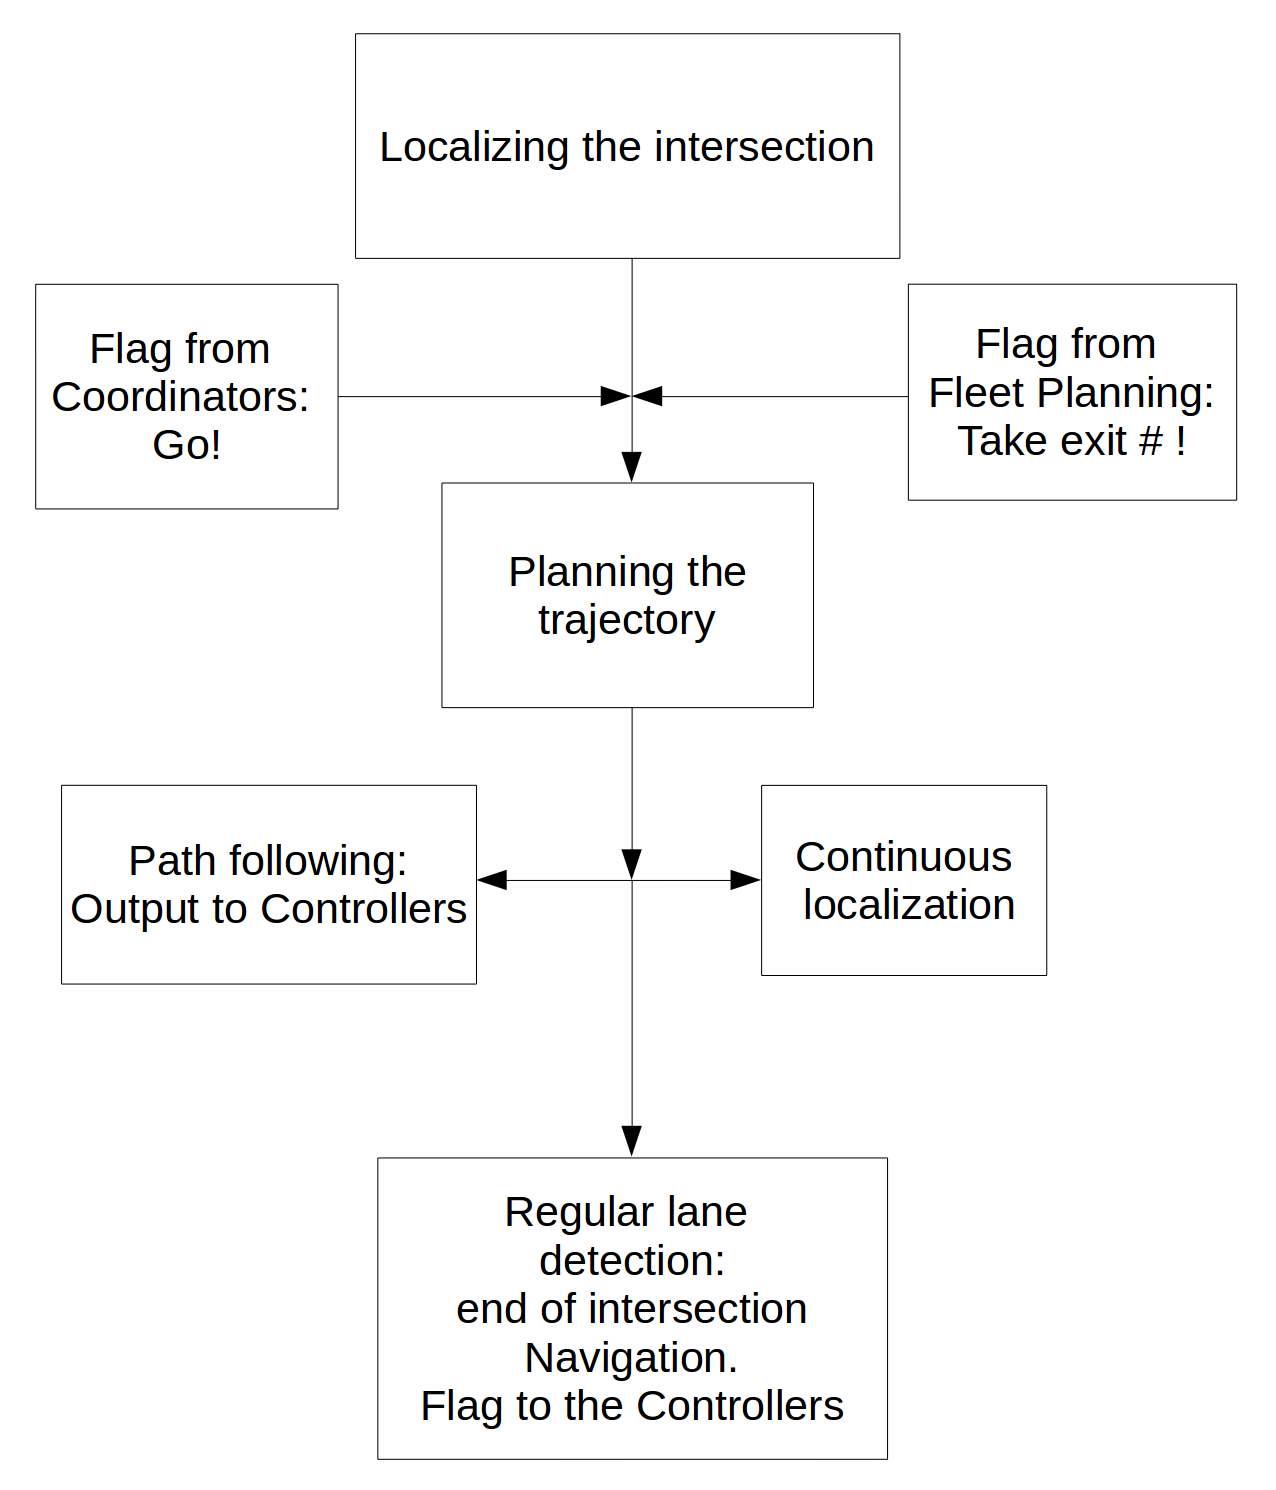 Localizing the intersection
Flag from
Coordinators:
Go!
Flag from
Fleet Planning:
Take exit # !
Planning the
trajectory
Path following:
Output to Controllers
Continuous
localization
Regular lane
detection:
end of intersection
Navigation.
Flag to the Controllers